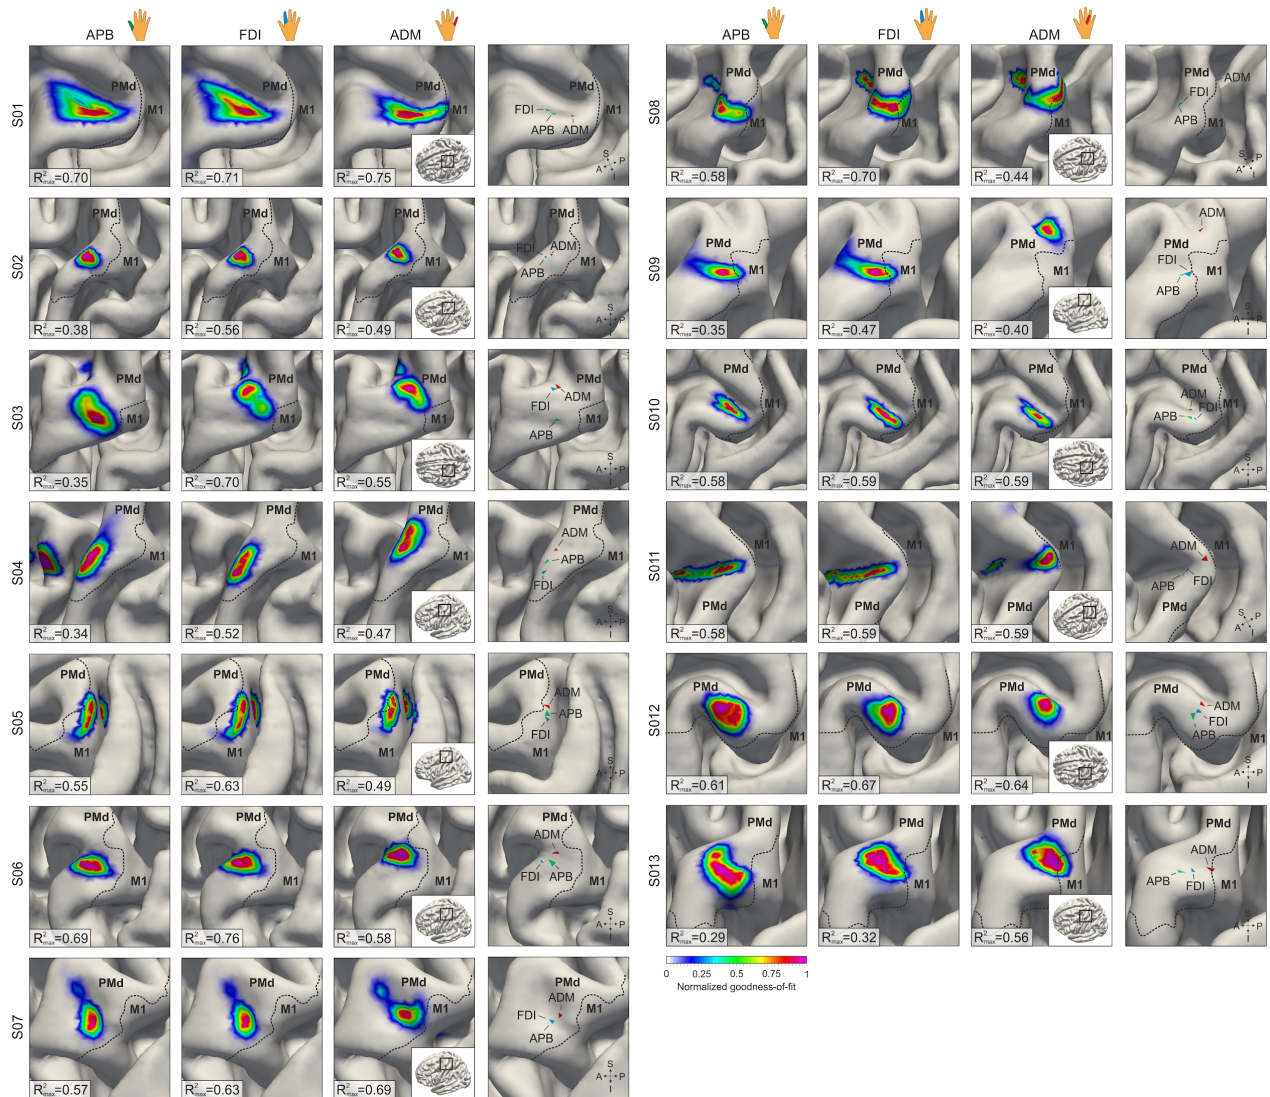 APB FDI ADM
S01
PMd M1
R²max=0.70
PMd M1
R²max=0.71
PMd M1
R²max=0.75
FDI APB ADM
PMd M1
S A P I
S02
PMd M1
R²max=0.38
PMd M1
R²max=0.56
PMd M1
R²max=0.49
FDI ADM APB
PMd M1
S A P I
S03
PMd M1
R²max=0.35
PMd M1
R²max=0.70
PMd M1
R²max=0.55
FDI ADM APB
PMd M1
S A P I
S04
PMd M1
R²max=0.34
PMd M1
R²max=0.52
PMd M1
R²max=0.47
ADM APB FDI
PMd M1
S A P I
S05
PMd M1
R²max=0.55
PMd M1
R²max=0.63
PMd M1
R²max=0.49
ADM APB FDI
PMd M1
S A P I
S06
PMd M1
R²max=0.69
PMd M1
R²max=0.76
PMd M1
R²max=0.58
ADM FDI APB
PMd M1
S A P I
S07
PMd M1
R²max=0.57
PMd M1
R²max=0.63
PMd M1
R²max=0.69
ADM FDI APB
PMd M1
S A P I
APB FDI ADM
S08
PMd M1
R²max=0.58
PMd M1
R²max=0.70
PMd M1
R²max=0.44
PMd ADM
FDI
APB M1
S A P I
S09
PMd M1
R²max=0.35
PMd M1
R²max=0.47
PMd M1
R²max=0.40
ADM
PMd
FDI M1
APB
S A P I
S010
PMd M1
R²max=0.58
PMd M1
R²max=0.59
PMd M1
R²max=0.59
PMd
ADM M1
APB FDI
S A P I
S011
M1 PMd
R²max=0.58
M1 PMd
R²max=0.59
M1 PMd
R²max=0.59
M1
ADM
APB FDI
PMd
S A P I
S012
PMd M1
R²max=0.61
PMd M1
R²max=0.67
PMd M1
R²max=0.64
PMd
ADM
FDI
APB M1
S A P I
S013
PMd M1
R²max=0.29
PMd M1
R²max=0.32
PMd M1
R²max=0.56
PMd
ADM
APB FDI M1
S A P I
0 0.25 0.5 0.75 1
Normalized goodness-of-fit